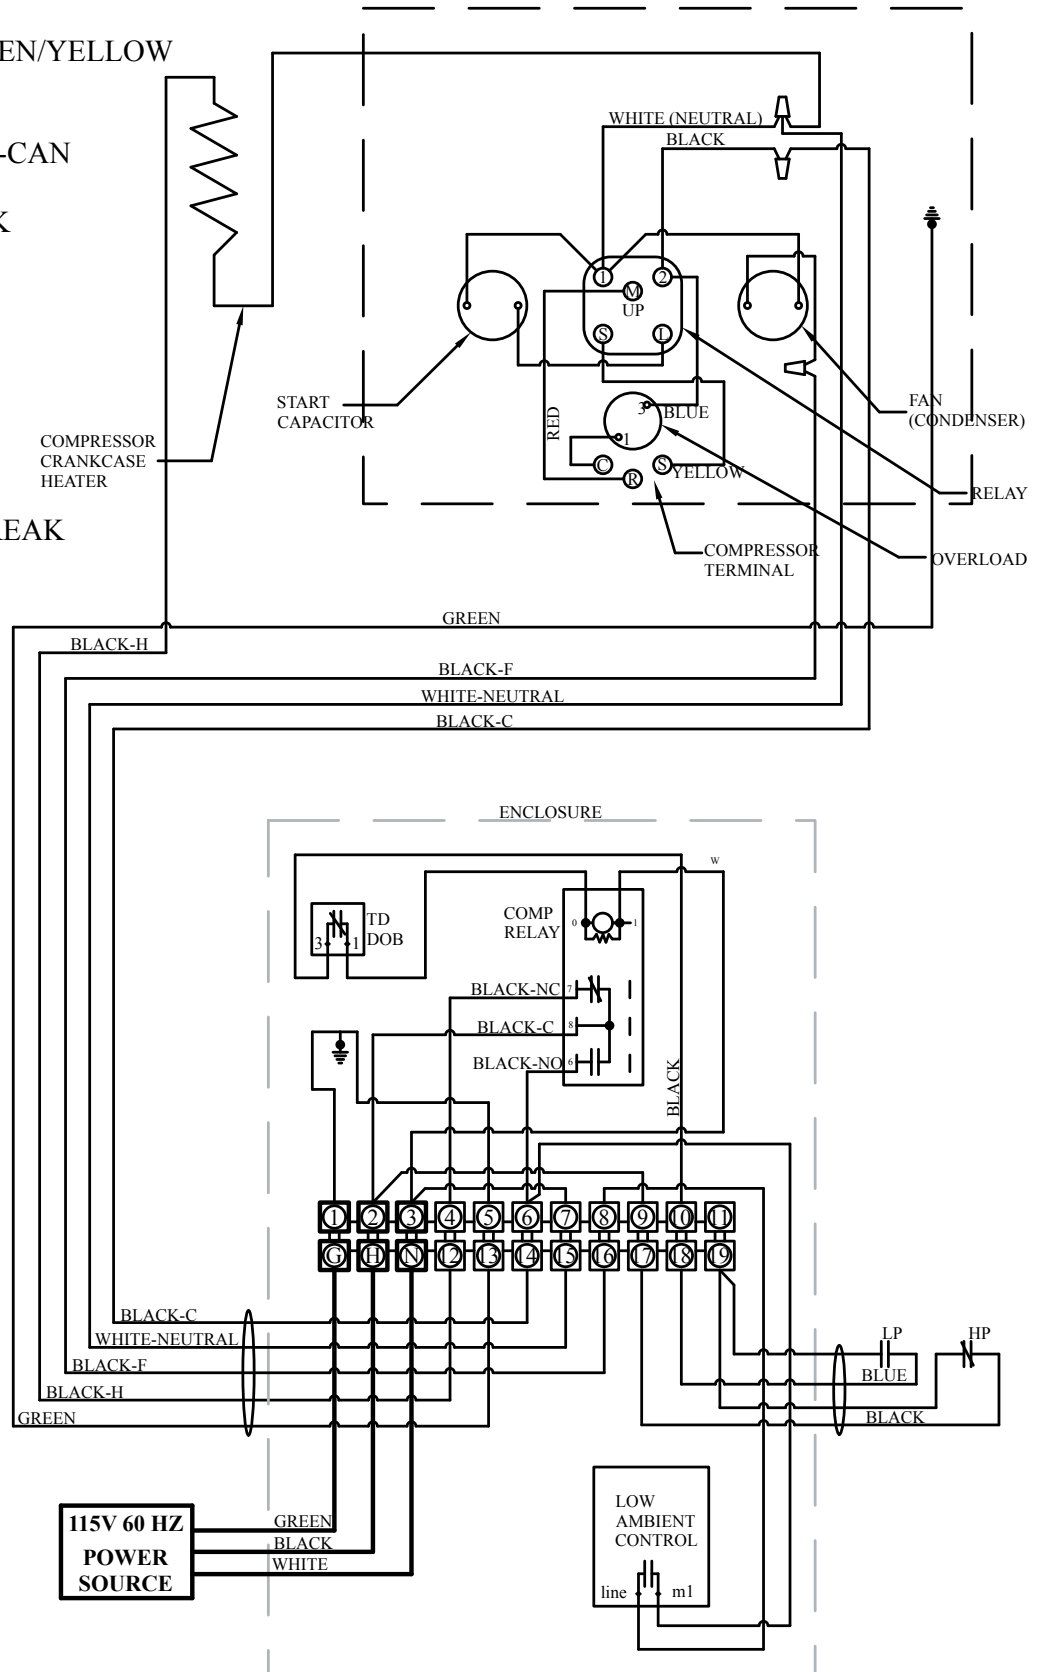 EN/YELLOW
-CAN
K
EAK
WHITE (NEUTRAL)
BLACK
1
2
M
UP
S
L
START
CAPACITOR
RED
3
BLUE
1
C
S
YELLOW
R
FAN
(CONDENSER)
COMPRESSOR
CRANKCASE
HEATER
RELAY
COMPRESSOR
TERMINAL
OVERLOAD
GREEN
BLACK-H
BLACK-F
WHITE-NEUTRAL
BLACK-C
ENCLOSURE
W
TD
DOB
3
1
COMP
RELAY
0
1
BLACK-NC
7
BLACK-C
8
BLACK-NO
6
BLACK
1 2 3 4 5 6 7 8 9 10 11
G H N 12 13 14 15 16 17 18 19
BLACK-C
WHITE-NEUTRAL
BLACK-F
BLACK-H
GREEN
LP
HP
BLUE
BLACK
115V 60 HZ
POWER
SOURCE
GREEN
BLACK
WHITE
LOW
AMBIENT
CONTROL
line
m1